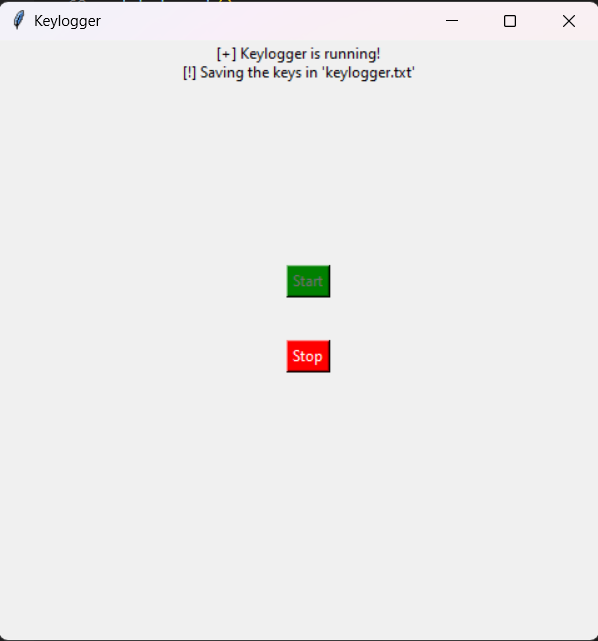 Keylogger
[+] Keylogger is running!
[!] Saving the keys in 'keylogger.txt'
Start
Stop